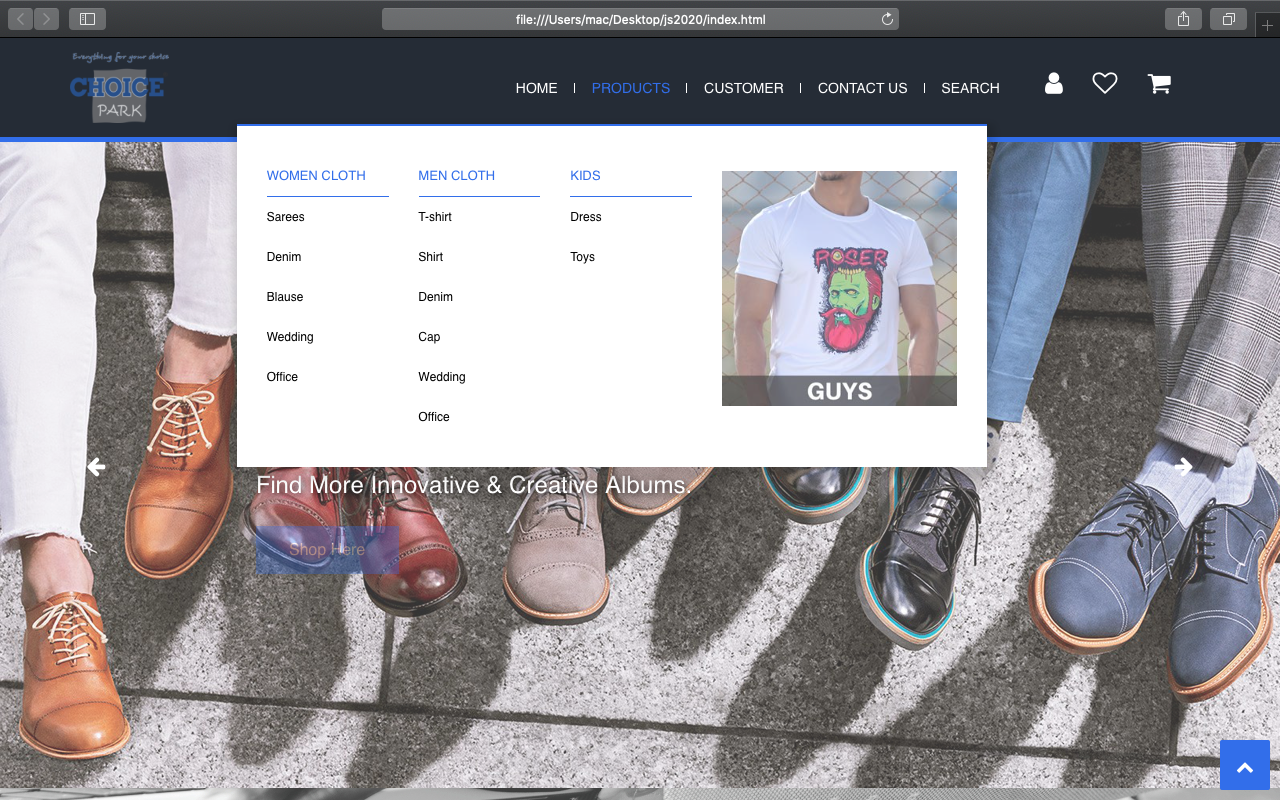 file:///Users/mac/Desktop/js2020/index.html
Everything for your choice
CHOICE
PARK
HOME
PRODUCTS
CUSTOMER
CONTACT US
SEARCH
WOMEN CLOTH
Sarees
Denim
Blause
Wedding
Office
MEN CLOTH
T-shirt
Shirt
Denim
Cap
Wedding
Office
KIDS
Dress
Toys
POSER
GUYS
Find More Innovative & Creative Albums.
Shop Here